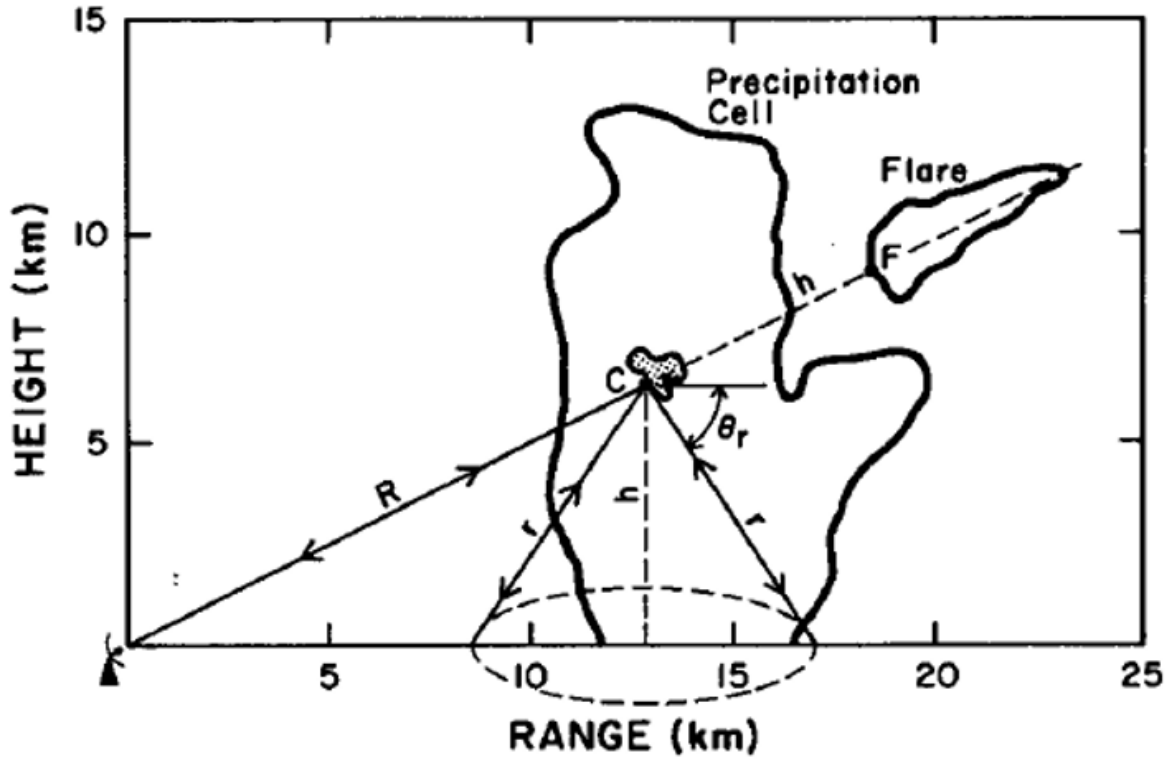 15
Precipitation
Cell
Flare
HEIGHT (km)
10
F
h
C
5
θr
R
r
h
r
5
10
15
20
25
RANGE (km)